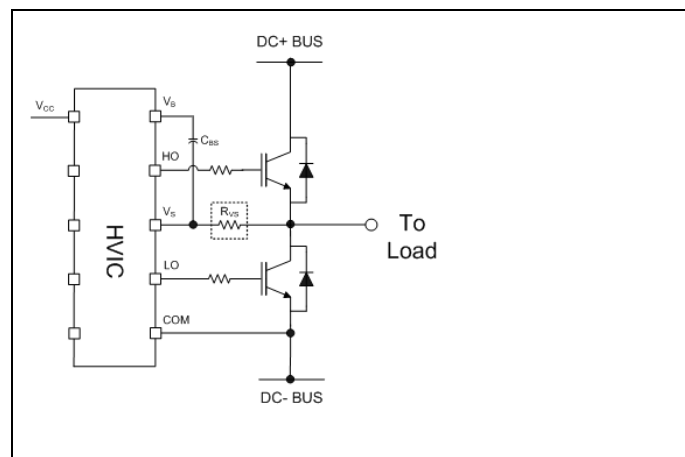 DC+ BUS
VCC
VB
CBS
HO
VS
RVS
To
Load
HVIC
LO
COM
DC- BUS